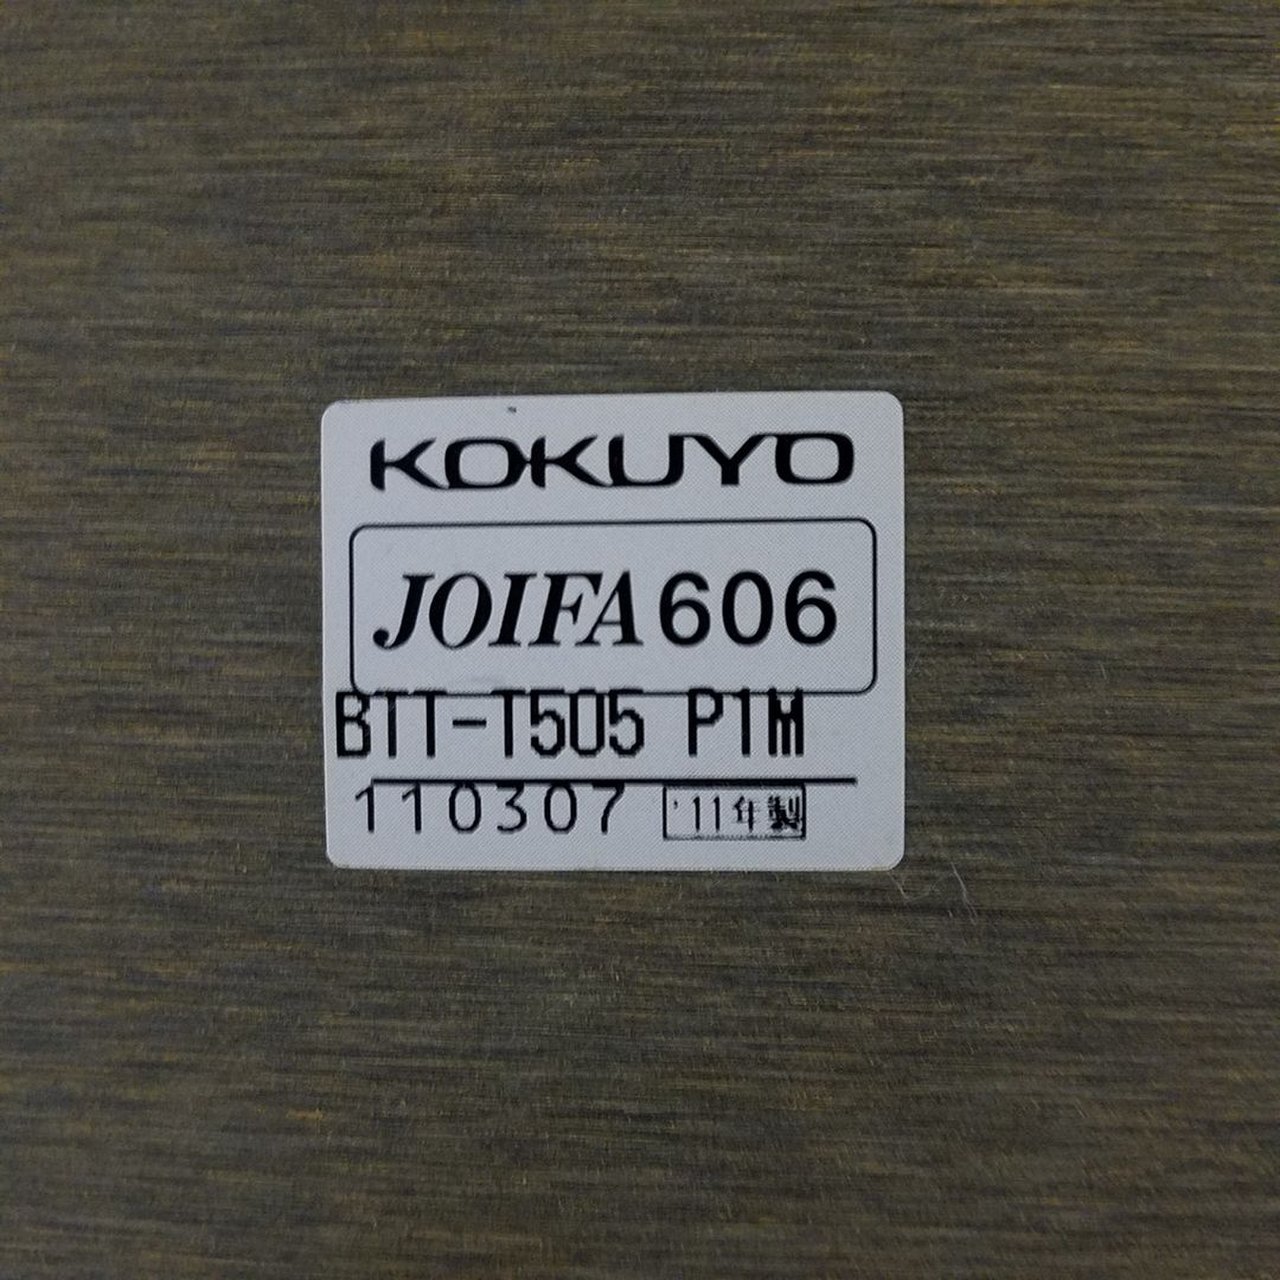 KOKUYO
JOIFA606
BTT-T505 P1M
110307 '11年製